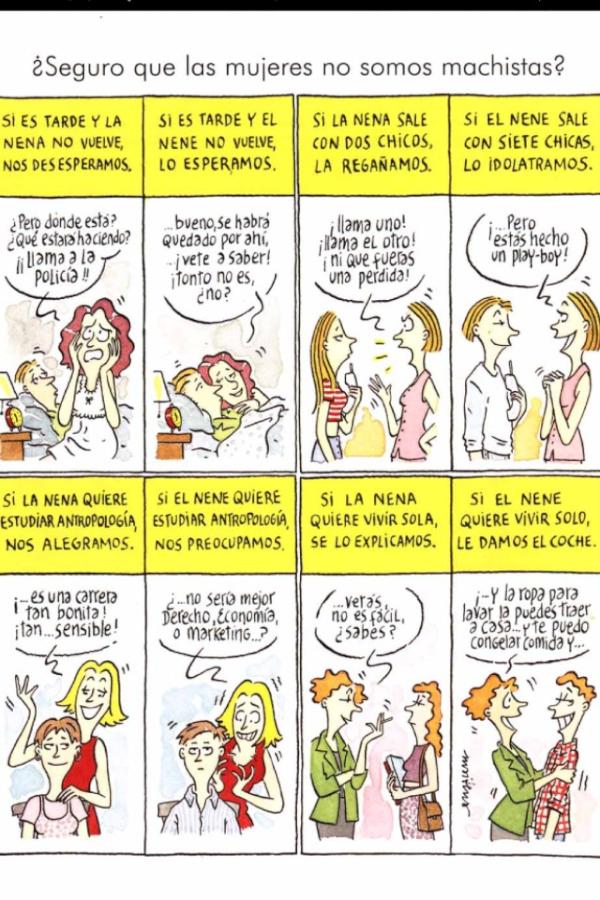 ¿Seguro que las mujeres no somos machistas?
SI ES TARDE Y LA
NENA NO VUELVE,
NOS DESESPERAMOS.
¿Pero dónde está?
¿Qué estará haciendo?
¡¡llama a la
policía!!
SI ES TARDE Y EL
NENE NO VUELVE,
LO ESPERAMOS.
...bueno, se habrá
quedado por ahí,
...¡vete a saber!
¡tonto no es,
¿no?
SI LA NENA SALE
CON DOS CHICOS,
LA REGAÑAMOS.
¡llama uno!
¡llama el otro!
¡ni que fueras
una perdida!
SI EL NENE SALE
CON SIETE CHICAS,
LO IDOLATRAMOS.
...Pero
¡estás hecho
un play-boy!
SI LA NENA QUIERE
ESTUDIAR ANTROPOLOGÍA,
NOS ALEGRAMOS.
¡...es una carrera
tan bonita!
¡tan...sensible!
SI EL NENE QUIERE
ESTUDIAR ANTROPOLOGÍA,
NOS PREOCUPAMOS.
¿...no sería mejor
Derecho, Economía,
o marketing...?
SI LA NENA
QUIERE VIVIR SOLA,
SE LO EXPLICAMOS.
...verás,
no es fácil,
¿sabes?
SI EL NENE
QUIERE VIVIR SOLO,
LE DAMOS EL COCHE.
¡...Y la ropa para
lavar la puedes traer
a casa...y te puedo
congelar comida y...
maitena